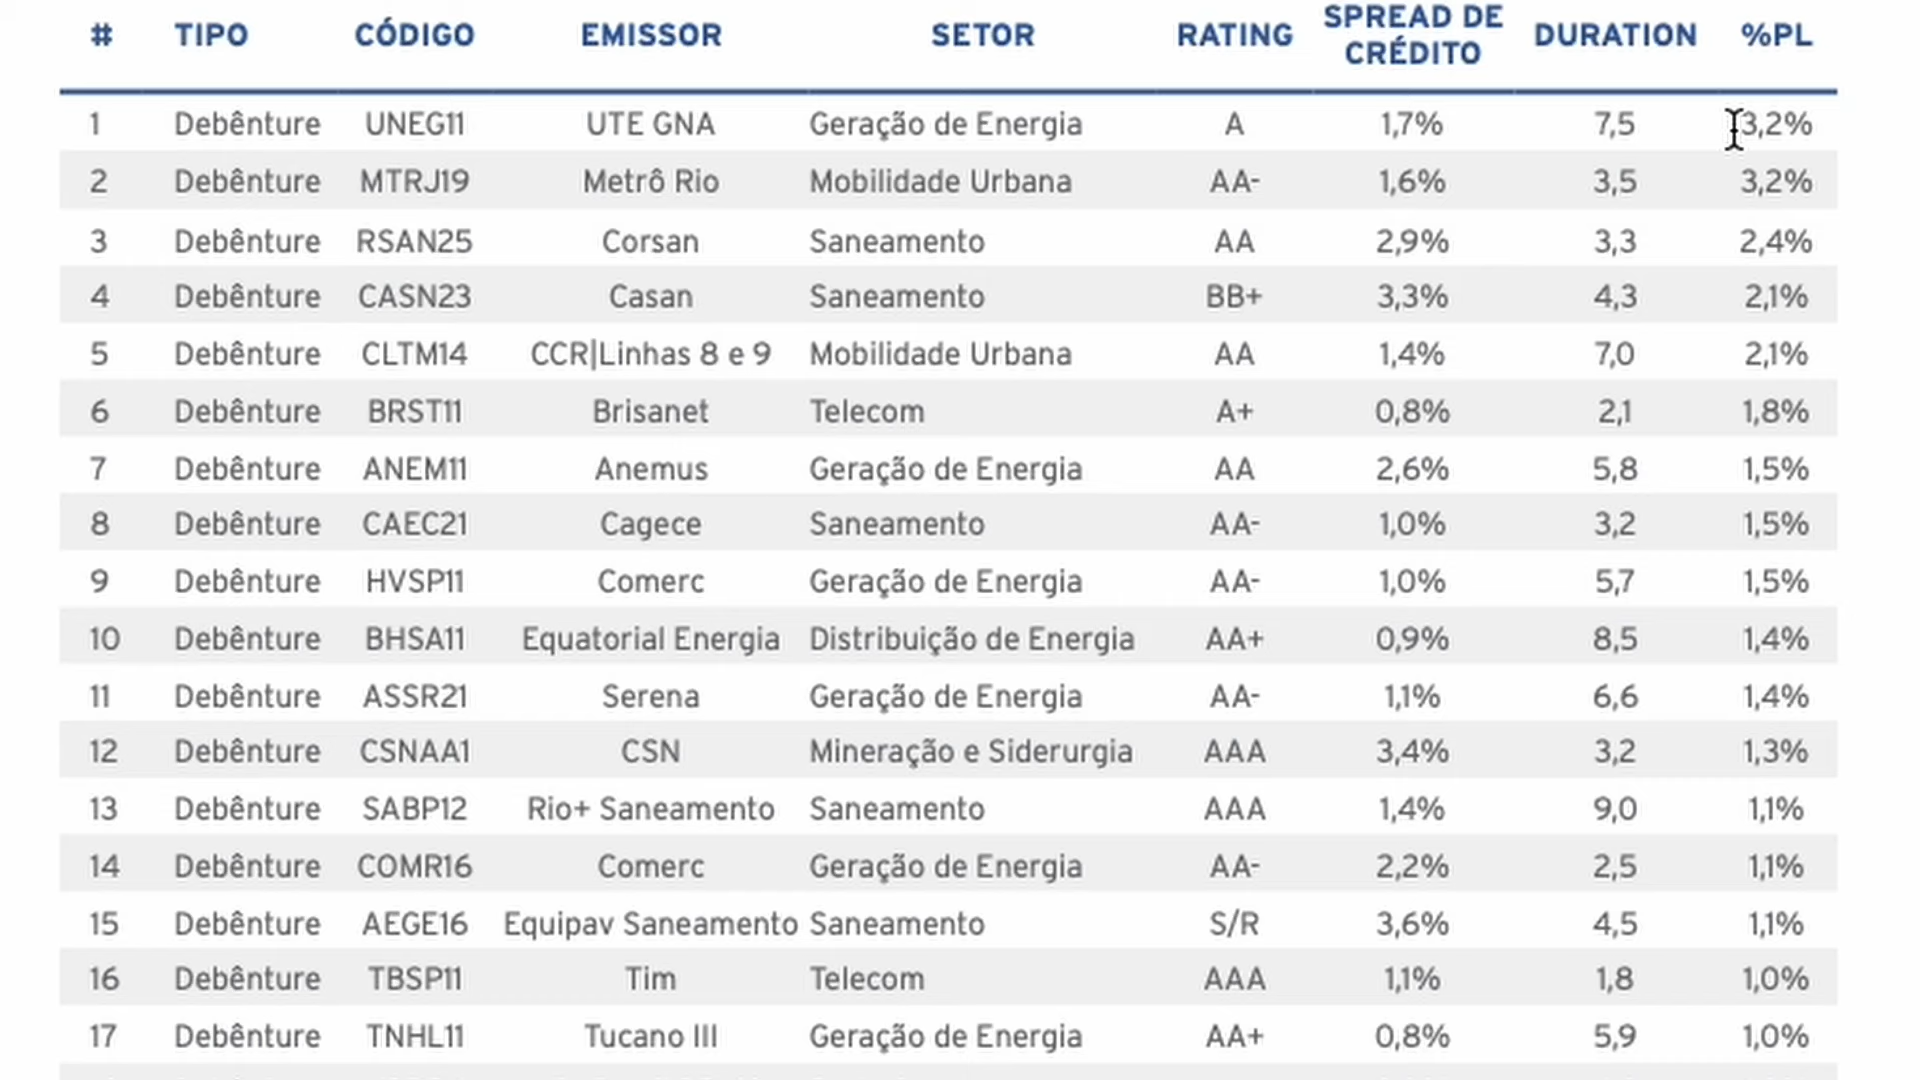 # TIPO CÓDIGO EMISSOR SETOR RATING SPREAD DE CRÉDITO DURATION %PL
1 Debênture UNEG11 UTE GNA Geração de Energia A 1,7% 7,5 3,2%
2 Debênture MTRJ19 Metrô Rio Mobilidade Urbana AA- 1,6% 3,5 3,2%
3 Debênture RSAN25 Corsan Saneamento AA 2,9% 3,3 2,4%
4 Debênture CASN23 Casan Saneamento BB+ 3,3% 4,3 2,1%
5 Debênture CLTM14 CCR|Linhas 8 e 9 Mobilidade Urbana AA 1,4% 7,0 2,1%
6 Debênture BRST11 Brisanet Telecom A+ 0,8% 2,1 1,8%
7 Debênture ANEM11 Anemus Geração de Energia AA 2,6% 5,8 1,5%
8 Debênture CAEC21 Cagece Saneamento AA- 1,0% 3,2 1,5%
9 Debênture HVSP11 Comerc Geração de Energia AA- 1,0% 5,7 1,5%
10 Debênture BHSA11 Equatorial Energia Distribuição de Energia AA+ 0,9% 8,5 1,4%
11 Debênture ASSR21 Serena Geração de Energia AA- 1,1% 6,6 1,4%
12 Debênture CSNAA1 CSN Mineração e Siderurgia AAA 3,4% 3,2 1,3%
13 Debênture SABP12 Rio+ Saneamento Saneamento AAA 1,4% 9,0 1,1%
14 Debênture COMR16 Comerc Geração de Energia AA- 2,2% 2,5 1,1%
15 Debênture AEGE16 Equipav Saneamento Saneamento S/R 3,6% 4,5 1,1%
16 Debênture TBSP11 Tim Telecom AAA 1,1% 1,8 1,0%
17 Debênture TNHL11 Tucano III Geração de Energia AA+ 0,8% 5,9 1,0%